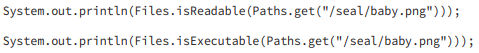 System.out.println(Files.isReadable(Paths.get("/seal/baby.png")));
System.out.println(Files.isExecutable(Paths.get("/seal/baby.png")));